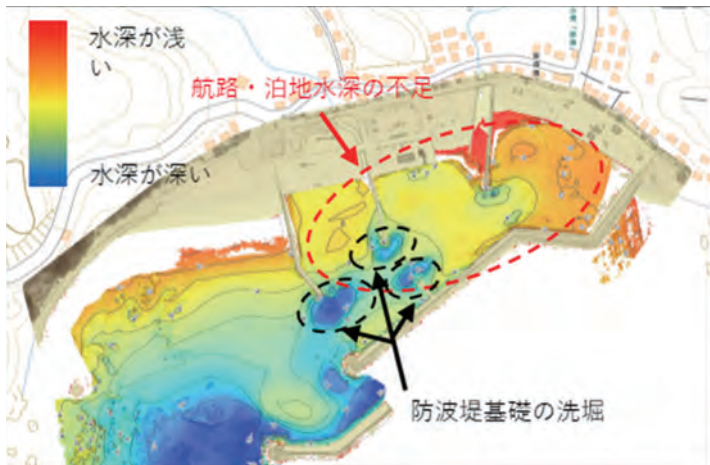 水深が浅
い
航路・泊地水深の不足
水深が深い
防波堤基礎の洗堀